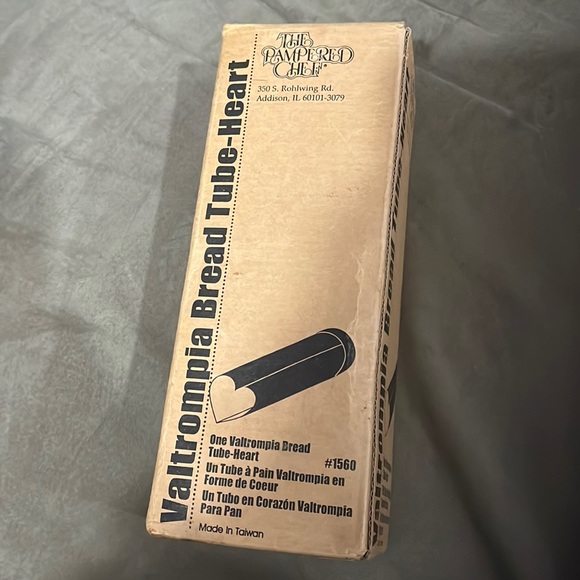 THE
PAMPERED
CHEF®
350 S. Rohlwing Rd.
Addison, IL 60101-3079
Valtrompia Bread Tube-Heart
One Valtrompia Bread
Tube-Heart
#1560
Un Tube à Pain Valtrompia en
Forme de Coeur
Un Tubo en Corazón Valtrompia
Para Pan
Made In Taiwan